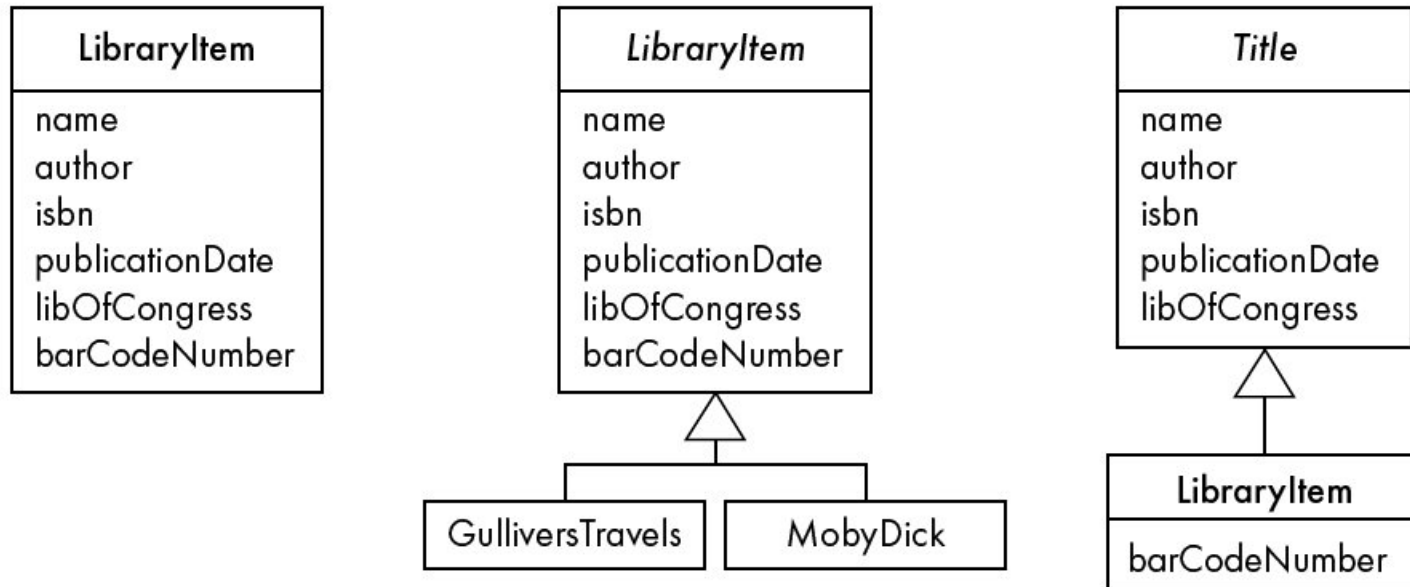 LibraryItem
name
author
isbn
publicationDate
libOfCongress
barCodeNumber
LibraryItem
name
author
isbn
publicationDate
libOfCongress
barCodeNumber
GulliversTravels
MobyDick
Title
name
author
isbn
publicationDate
libOfCongress
LibraryItem
barCodeNumber